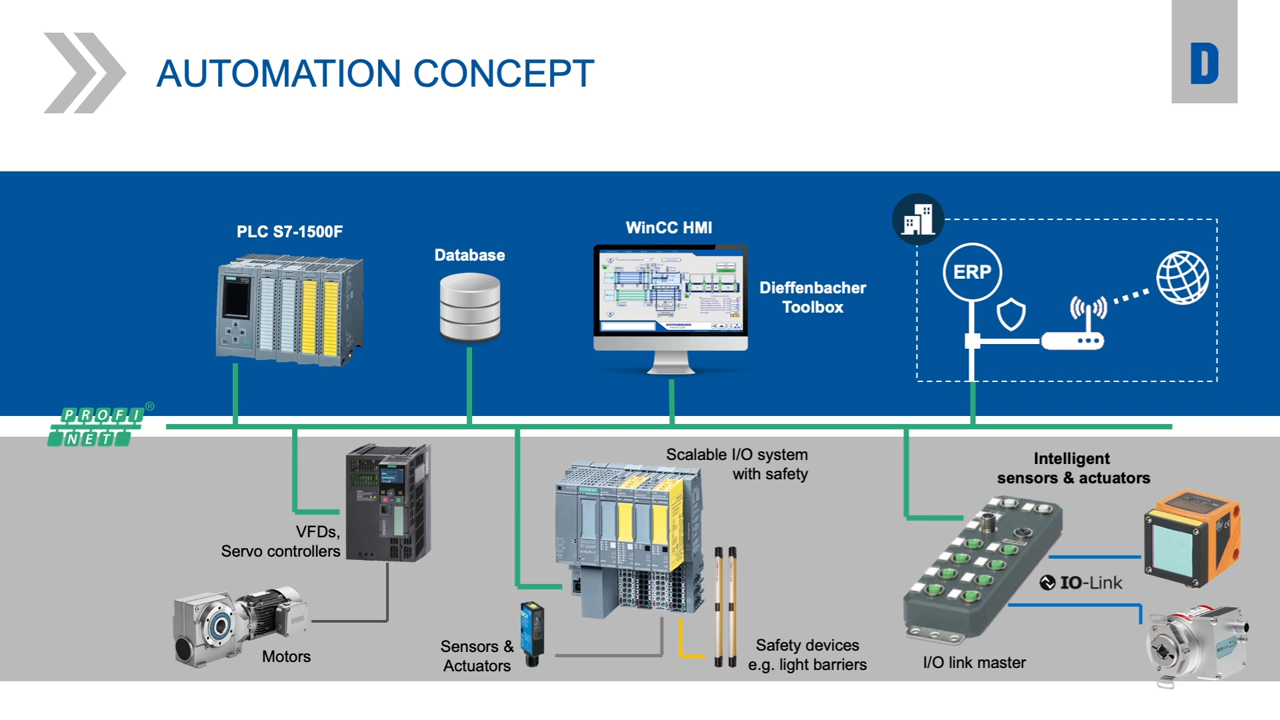 AUTOMATION CONCEPT
D
PLC S7-1500F
Database
WinCC HMI
Dieffenbacher
Toolbox
ERP
PROFI
NET
®
Scalable I/O system
with safety
Intelligent
sensors & actuators
VFDs,
Servo controllers
IO-Link
Motors
Sensors &
Actuators
Safety devices
e.g. light barriers
I/O link master